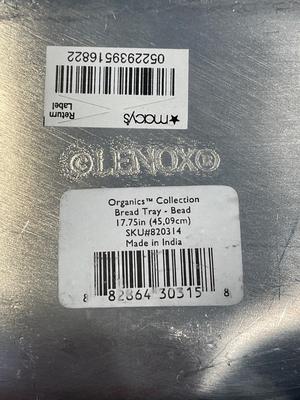 ★macy's
Return
Label
0522939516822
©LENOX®
Organics™ Collection
Bread Tray - Bead
17.75in (45,09cm)
SKU#820314
Made in India
8 82864 30315 8